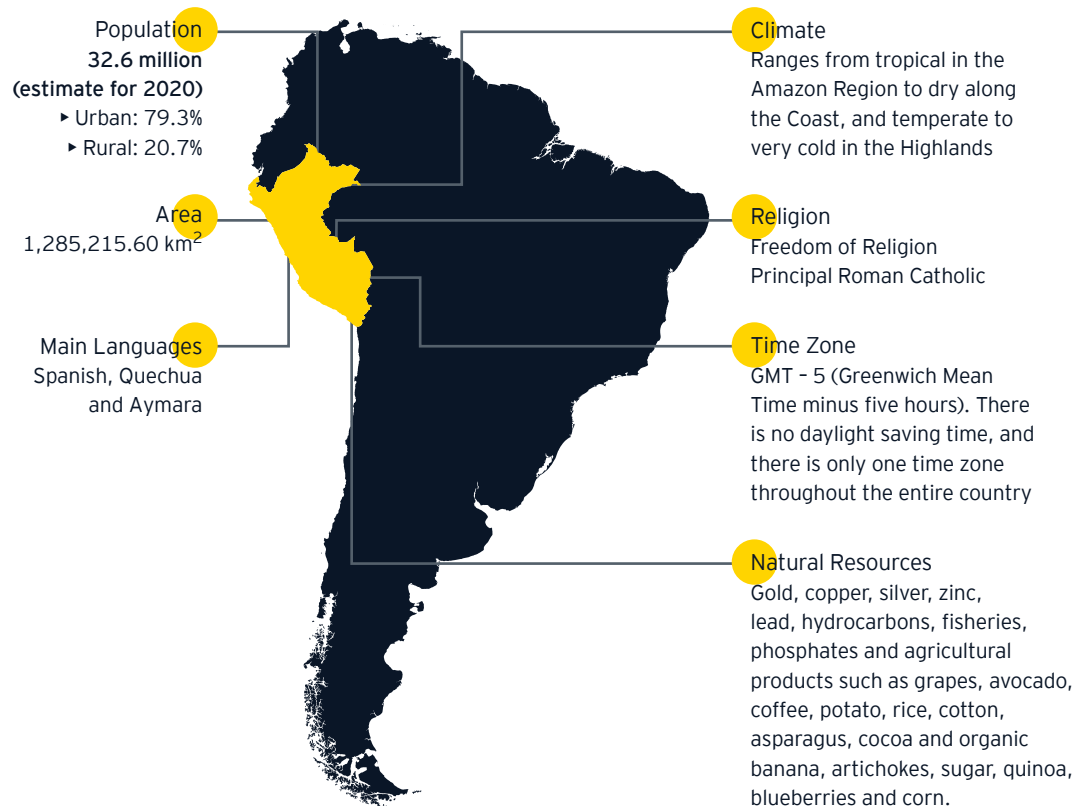 Population
32.6 million
(estimate for 2020)
▸ Urban: 79.3%
▸ Rural: 20.7%
Area
1,285,215.60 km²
Main Languages
Spanish, Quechua
and Aymara
Climate
Ranges from tropical in the
Amazon Region to dry along
the Coast, and temperate to
very cold in the Highlands
Religion
Freedom of Religion
Principal Roman Catholic
Time Zone
GMT – 5 (Greenwich Mean
Time minus five hours). There
is no daylight saving time, and
there is only one time zone
throughout the entire country
Natural Resources
Gold, copper, silver, zinc,
lead, hydrocarbons, fisheries,
phosphates and agricultural
products such as grapes, avocado,
coffee, potato, rice, cotton,
asparagus, cocoa and organic
banana, artichokes, sugar, quinoa,
blueberries and corn.